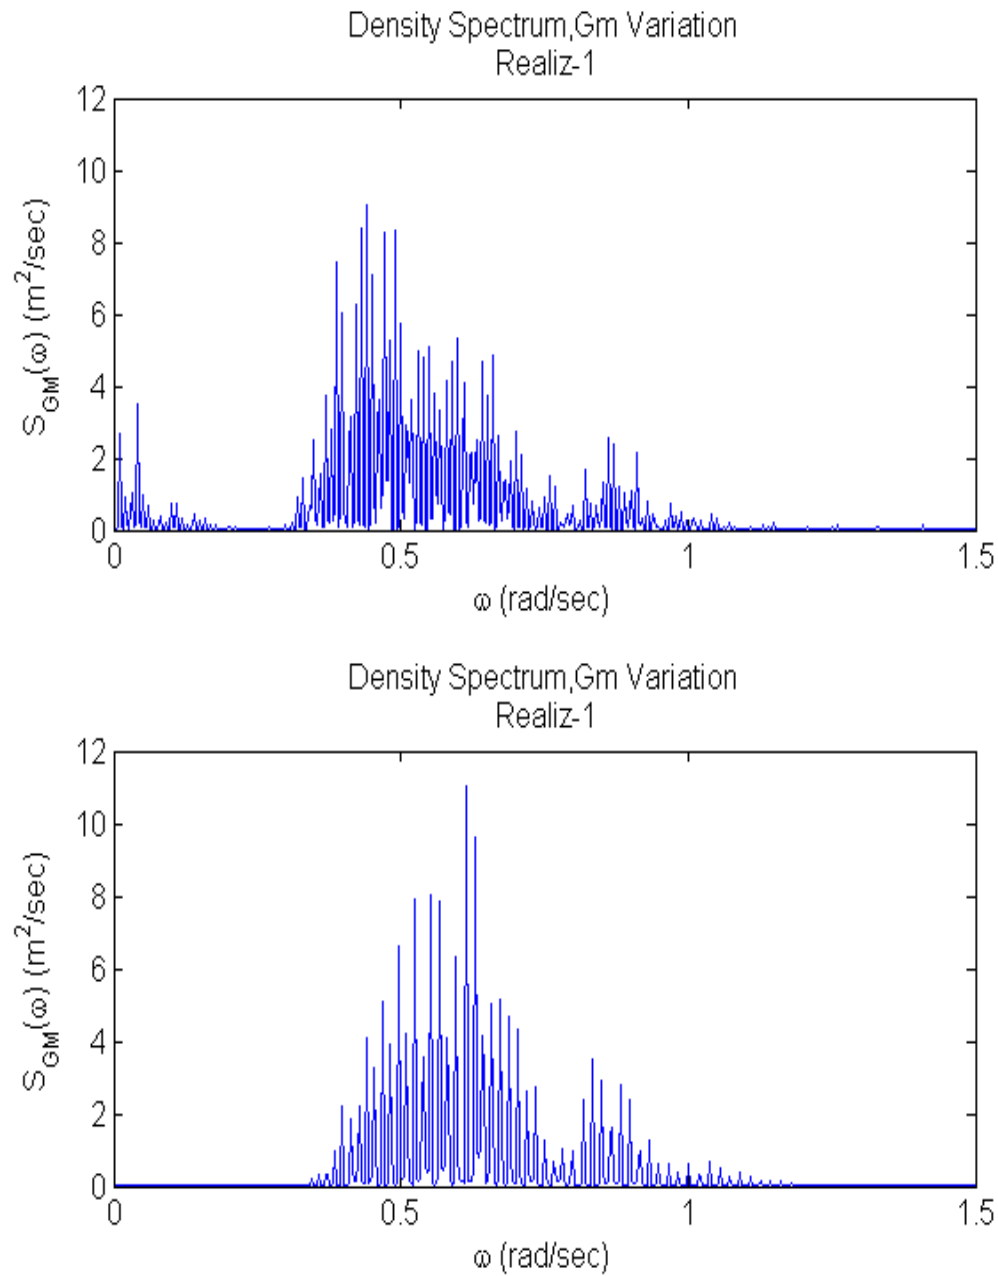 Density Spectrum,Gm Variation
Realiz-1
12
10
8
6
4
2
0
S_GM(ω) (m²/sec)
0 0.5 1 1.5
ω (rad/sec)
Density Spectrum,Gm Variation
Realiz-1
12
10
8
6
4
2
0
S_GM(ω) (m²/sec)
0 0.5 1 1.5
ω (rad/sec)